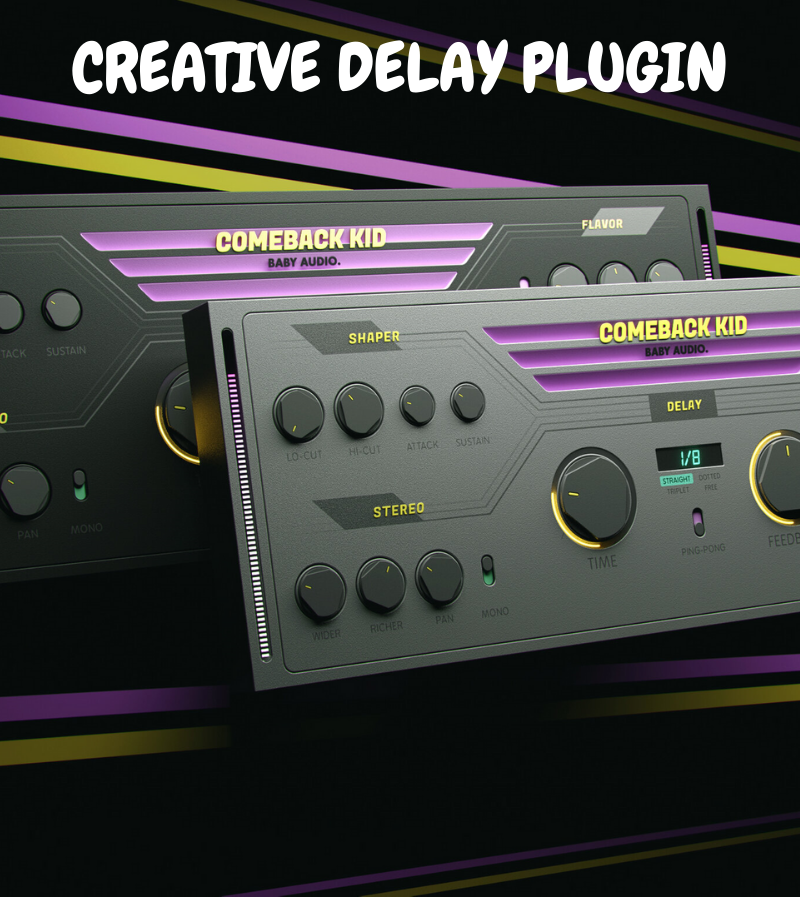 CREATIVE DELAY PLUGIN
COMEBACK KID
BABY AUDIO.
FLAVOR
TACK
SUSTAIN
O
PAN
MONO
COMEBACK KID
BABY AUDIO.
SHAPER
LO-CUT
HI-CUT
ATTACK
SUSTAIN
DELAY
1/8
STRAIGHT
DOTTED
TRIPLET
FREE
STEREO
TIME
PING-PONG
FEEDB
WIDER
RICHER
PAN
MONO